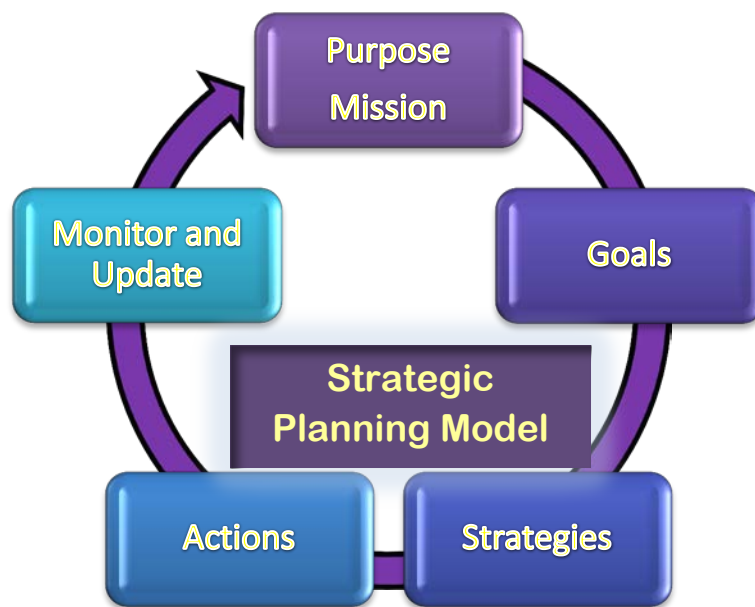 Purpose
Mission
Goals
Strategies
Actions
Monitor and
Update
Strategic
Planning Model